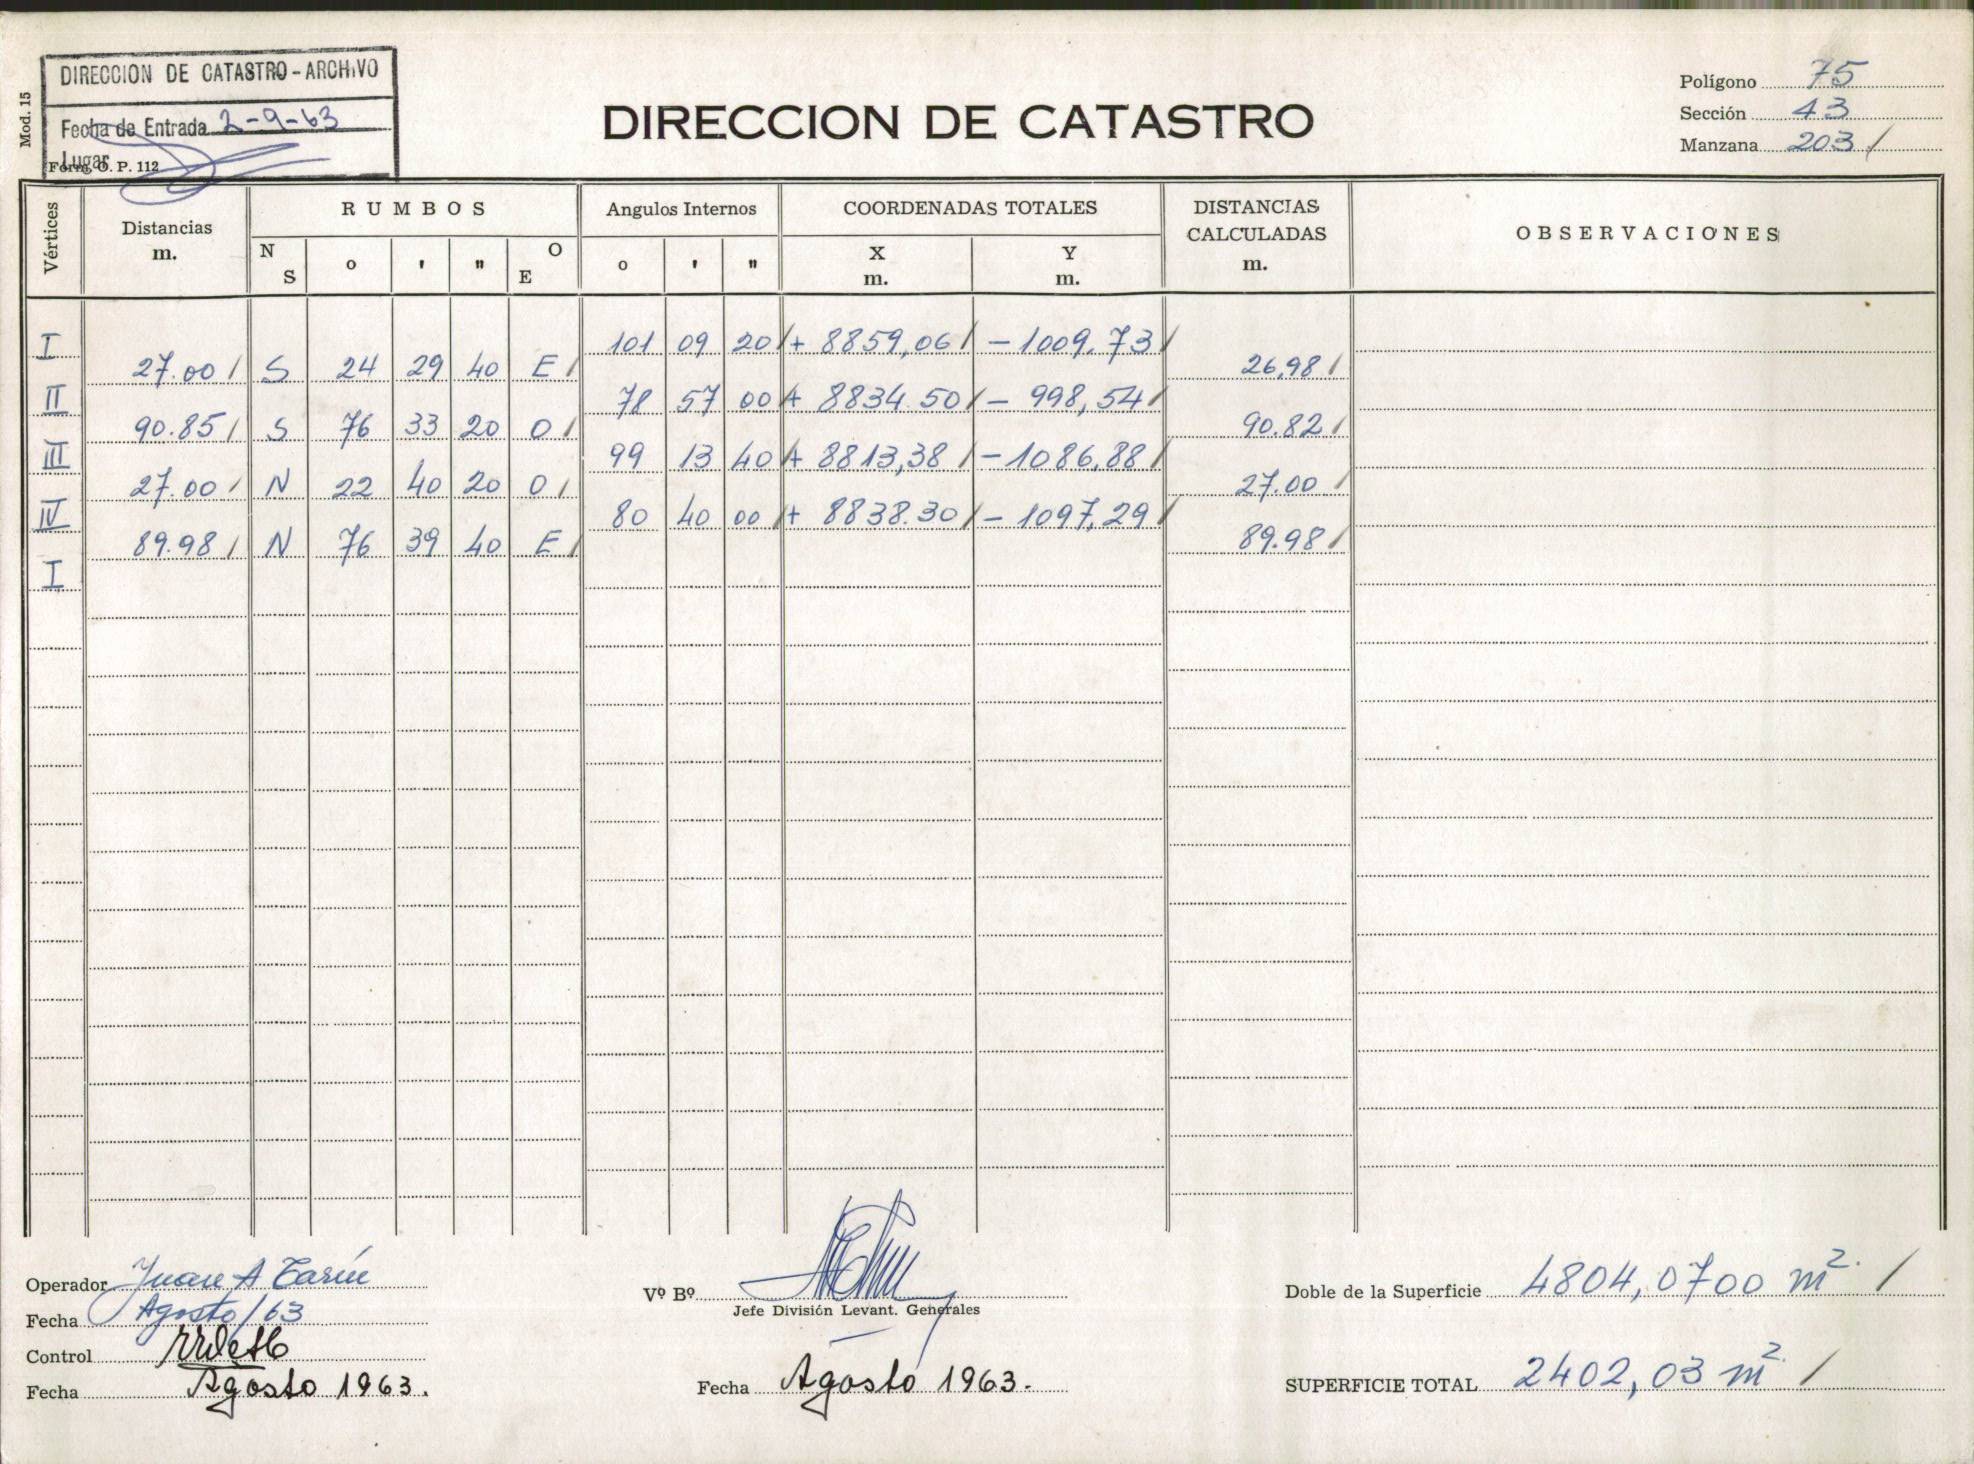 DIRECCION DE CATASTRO - ARCHIVO
Fecha de Entrada 2-9-63
Lugar
Form. O. P. 112
Mod. 15
DIRECCION DE CATASTRO
Polígono 75
Sección 43
Manzana 203 /
Vértices
Distancias m.
RUMBOS
N S
o ' "
O E
Angulos Internos
o ' "
COORDENADAS TOTALES
X m.
Y m.
DISTANCIAS CALCULADAS m.
OBSERVACIONES
I 101 09 20 / + 8859,06 / - 1009.73 /
27.00 / S 24 29 40 E / 26,98 /
II 78 57 00 / + 8834.50 / - 998,54 /
90.85 / S 76 33 20 O / 90.82 /
III 99 13 40 / + 8813,38 / - 1086,88 /
27.00 / N 22 40 20 O / 27.00 /
IV 80 40 00 / + 8838.30 / - 1097,29 /
89.98 / N 76 39 40 E / 89.98 /
I
Operador Juan A
Fecha Agosto/63
Control
Fecha Agosto 1963.
Vº Bº
Jefe División Levant. Generales
Fecha Agosto 1963.
Doble de la Superficie 4804,0700 m². /
SUPERFICIE TOTAL 2402,03 m². /